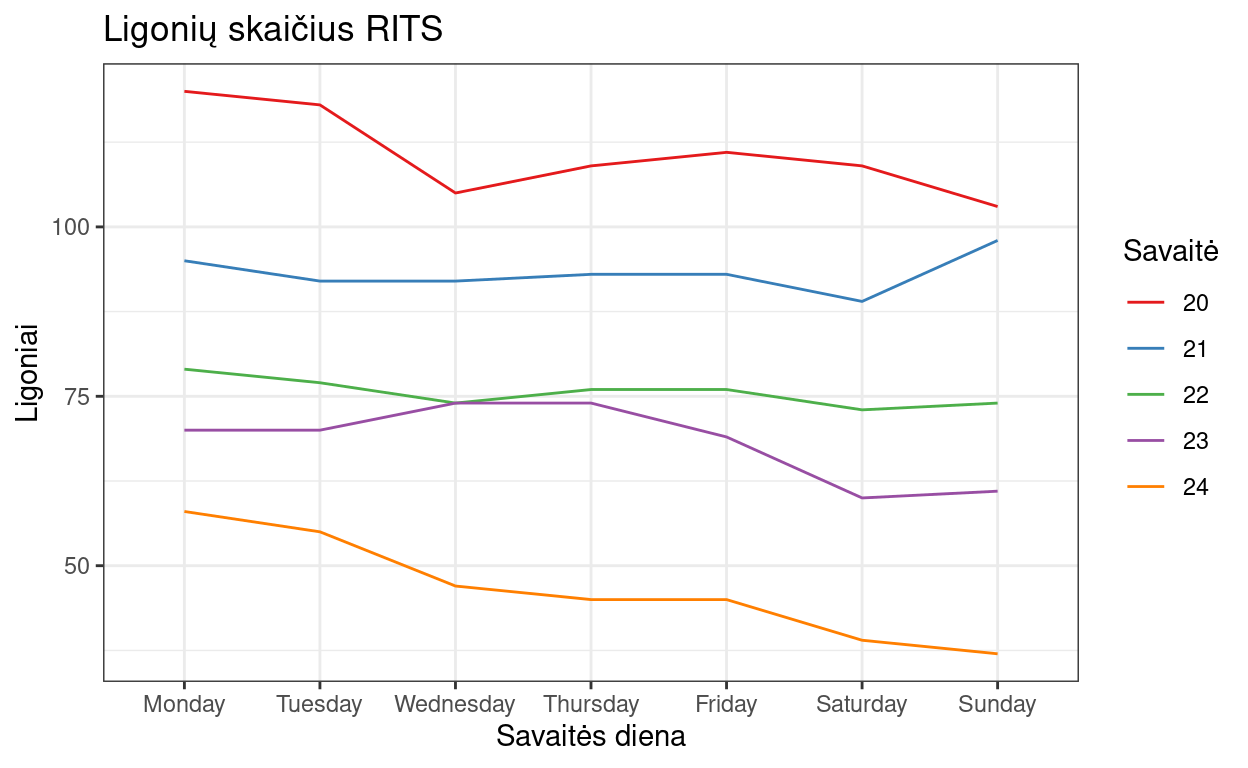 Ligonių skaičius RITS
Ligoniai
100
75
50
Monday Tuesday Wednesday Thursday Friday Saturday Sunday
Savaitės diena
Savaitė
20
21
22
23
24